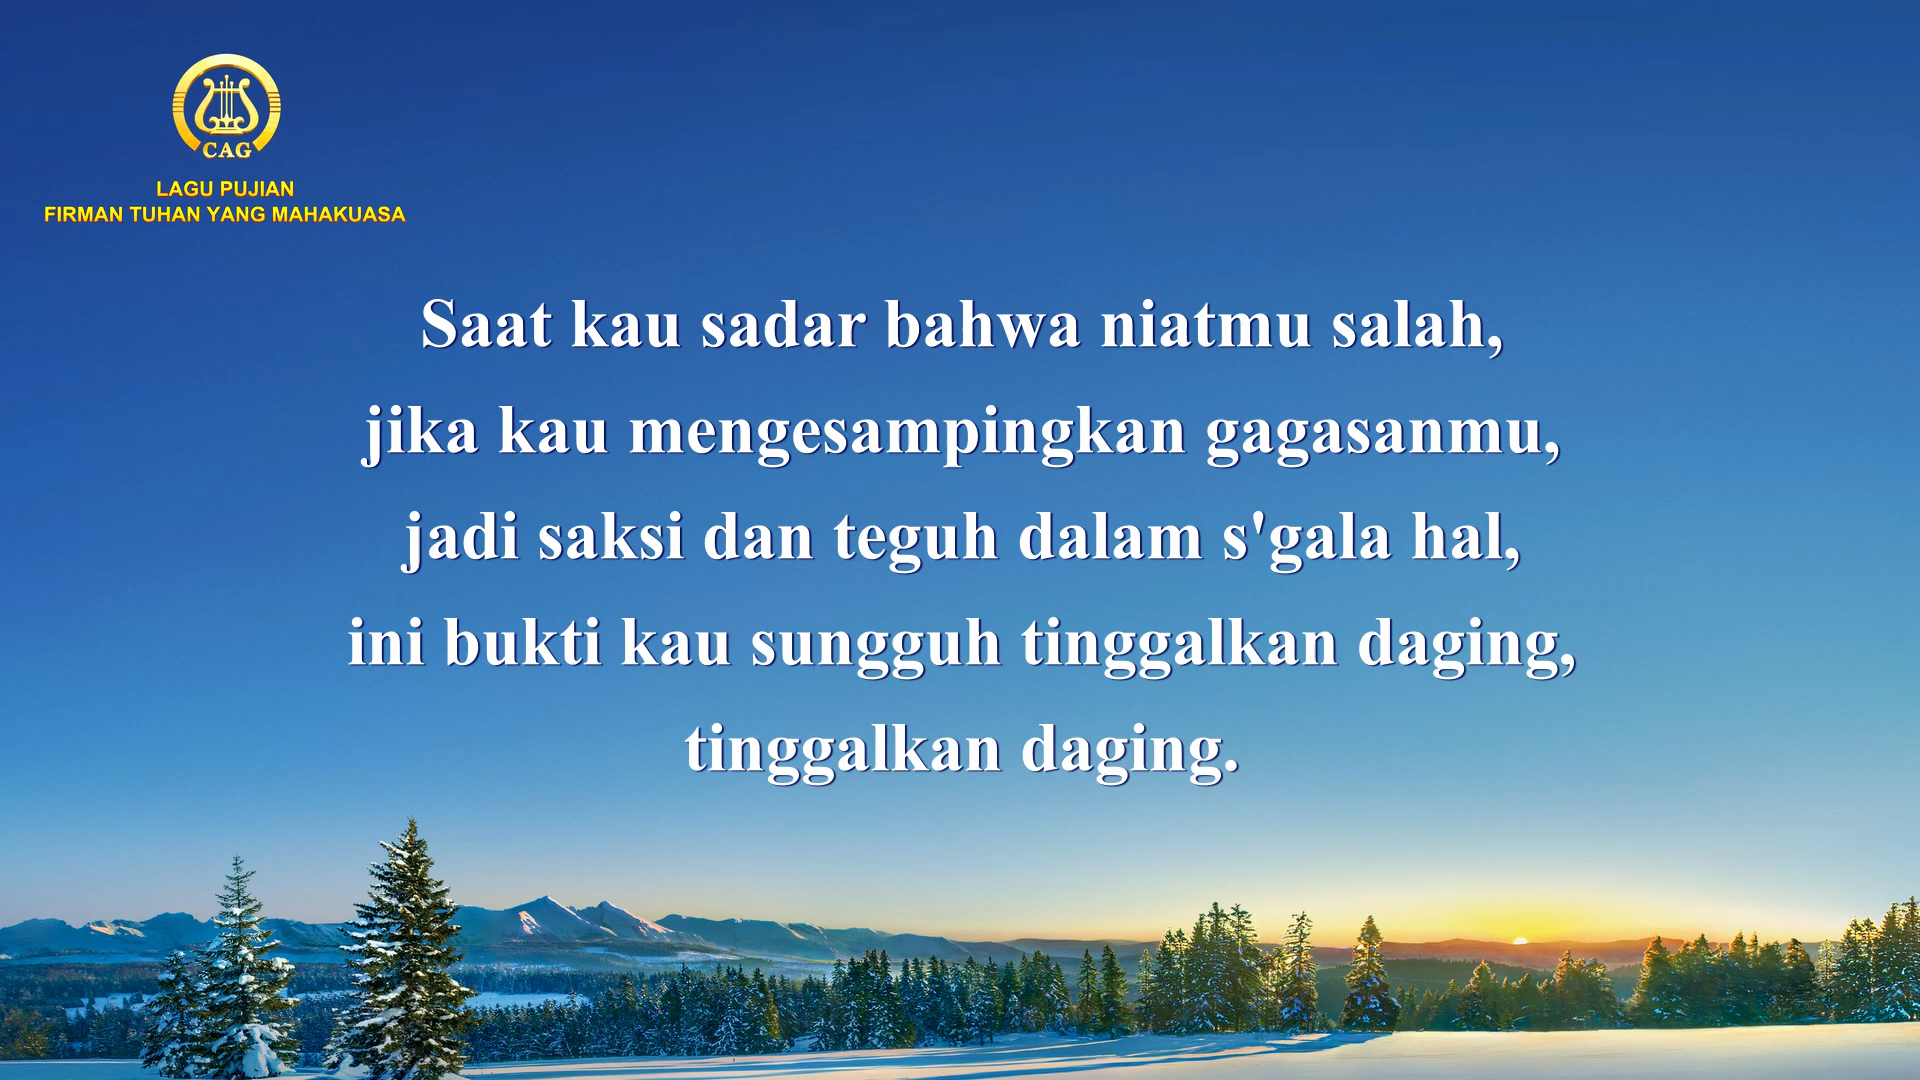 CAG
LAGU PUJIAN
FIRMAN TUHAN YANG MAHAKUASA
Saat kau sadar bahwa niatmu salah,
jika kau mengesampingkan gagasanmu,
jadi saksi dan teguh dalam s'gala hal,
ini bukti kau sungguh tinggalkan daging,
tinggalkan daging.